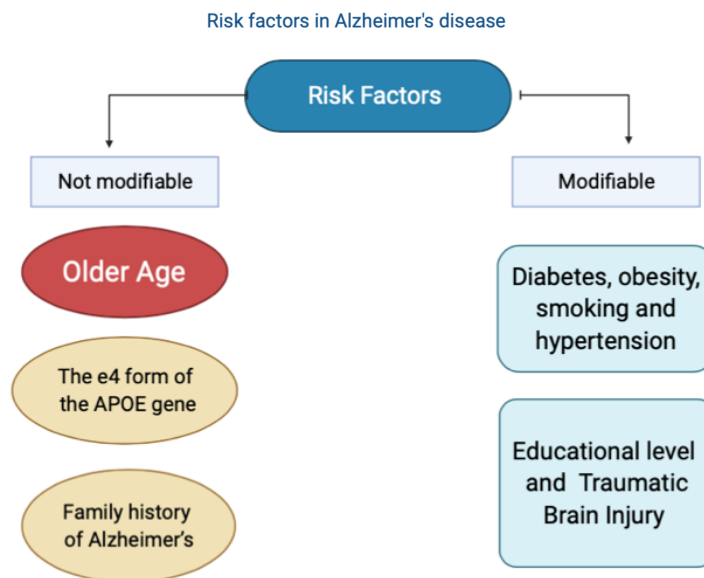 Risk factors in Alzheimer's disease
Risk Factors
Not modifiable
Modifiable
Older Age
The e4 form of
the APOE gene
Family history
of Alzheimer's
Diabetes, obesity,
smoking and
hypertension
Educational level
and Traumatic
Brain Injury